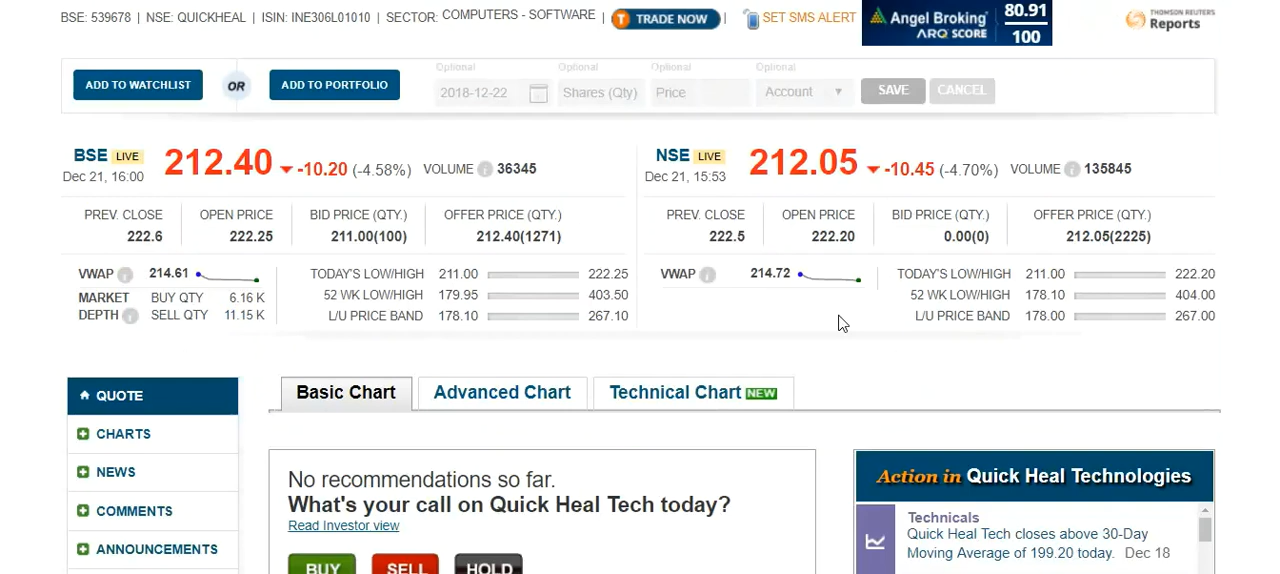 BSE: 539678 | NSE: QUICKHEAL | ISIN: INE306L01010 | SECTOR: COMPUTERS - SOFTWARE | T TRADE NOW | SET SMS ALERT
Angel Broking ARQ SCORE 80.91 100
THOMSON REUTERS Reports
ADD TO WATCHLIST OR ADD TO PORTFOLIO
Optional Optional Optional Optional
2018-12-22 Shares (Qty) Price Account SAVE CANCEL
BSE LIVE 212.40 -10.20 (-4.58%) VOLUME 36345
Dec 21, 16:00
PREV. CLOSE OPEN PRICE BID PRICE (QTY.) OFFER PRICE (QTY.)
222.6 222.25 211.00(100) 212.40(1271)
VWAP 214.61
MARKET DEPTH
BUY QTY 6.16 K
SELL QTY 11.15 K
TODAY'S LOW/HIGH 211.00 222.25
52 WK LOW/HIGH 179.95 403.50
L/U PRICE BAND 178.10 267.10
NSE LIVE 212.05 -10.45 (-4.70%) VOLUME 135845
Dec 21, 15:53
PREV. CLOSE OPEN PRICE BID PRICE (QTY.) OFFER PRICE (QTY.)
222.5 222.20 0.00(0) 212.05(2225)
VWAP 214.72
TODAY'S LOW/HIGH 211.00 222.20
52 WK LOW/HIGH 178.10 404.00
L/U PRICE BAND 178.00 267.00
QUOTE
CHARTS
NEWS
COMMENTS
ANNOUNCEMENTS
Basic Chart Advanced Chart Technical Chart NEW
No recommendations so far.
What's your call on Quick Heal Tech today?
Read Investor view
BUY SELL HOLD
Action in Quick Heal Technologies
Technicals
Quick Heal Tech closes above 30-Day
Moving Average of 199.20 today. Dec 18